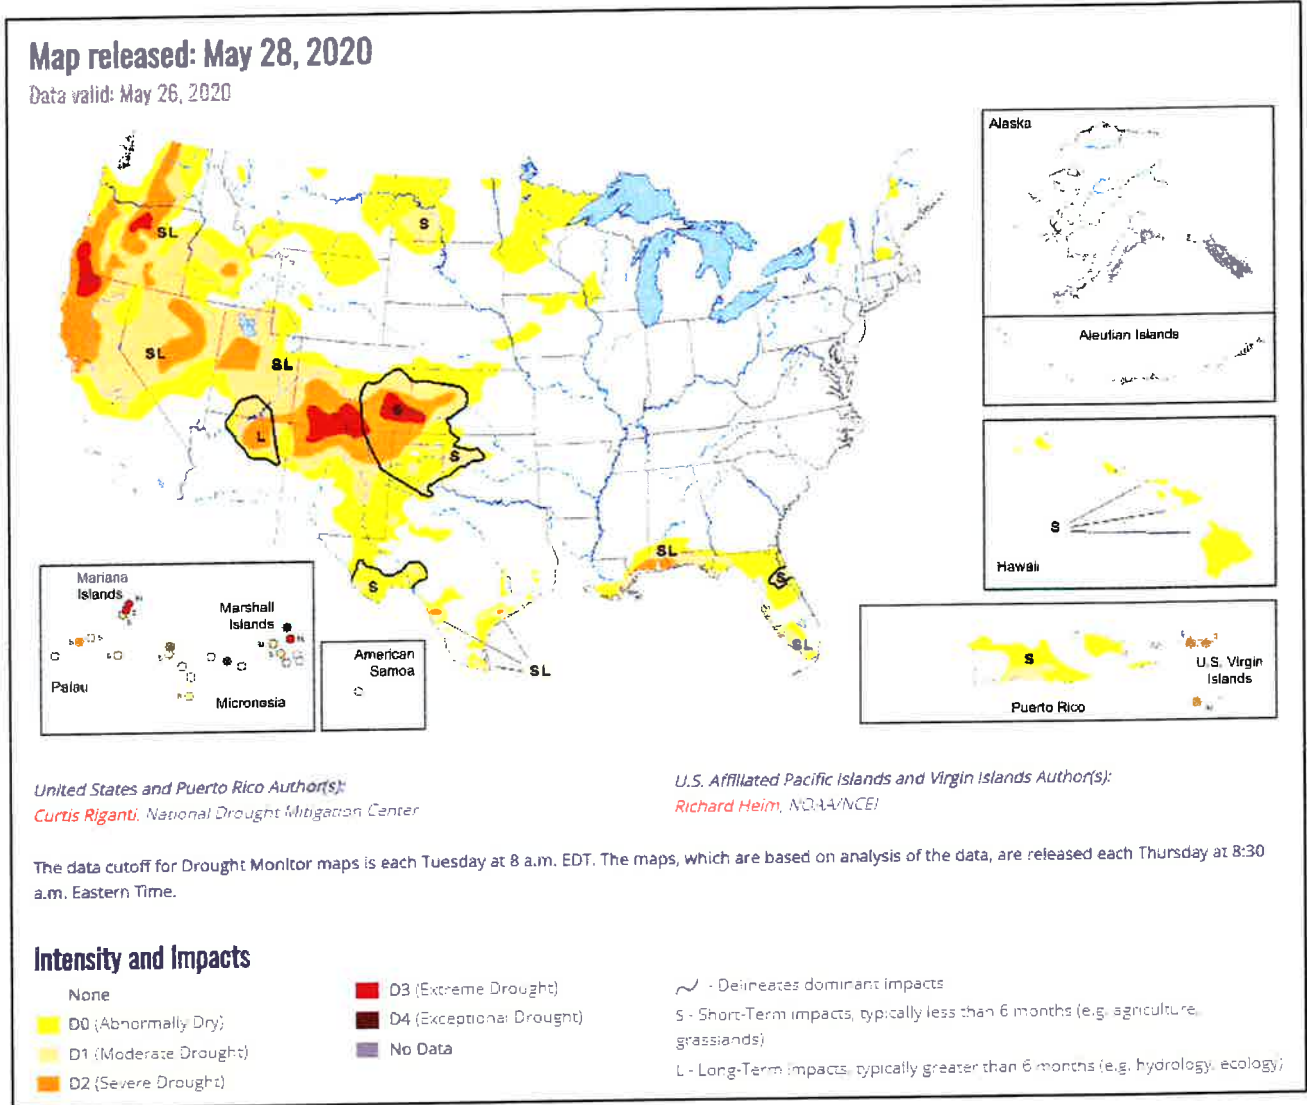 Map released: May 28, 2020
Data valid: May 26, 2020
Alaska
Aleutian Islands
Hawaii
S
SL
S
SL
SL
L
S
SL
S
S
SL
SL
S
Mariana
Islands
Marshall
Islands
Palau
Micronesia
American
Samoa
U.S. Virgin
Islands
Puerto Rico
United States and Puerto Rico Author(s):
Curtis Riganti, National Drought Mitigation Center
U.S. Affiliated Pacific Islands and Virgin Islands Author(s):
Richard Heim, NOAA/NCEI
The data cutoff for Drought Monitor maps is each Tuesday at 8 a.m. EDT. The maps, which are based on analysis of the data, are released each Thursday at 8:30
a.m. Eastern Time.
Intensity and Impacts
None
D0 (Abnormally Dry)
D1 (Moderate Drought)
D2 (Severe Drought)
D3 (Extreme Drought)
D4 (Exceptional Drought)
No Data
- Delineates dominant impacts
S - Short-Term impacts, typically less than 6 months (e.g. agriculture,
grasslands)
L - Long-Term impacts, typically greater than 6 months (e.g. hydrology, ecology)